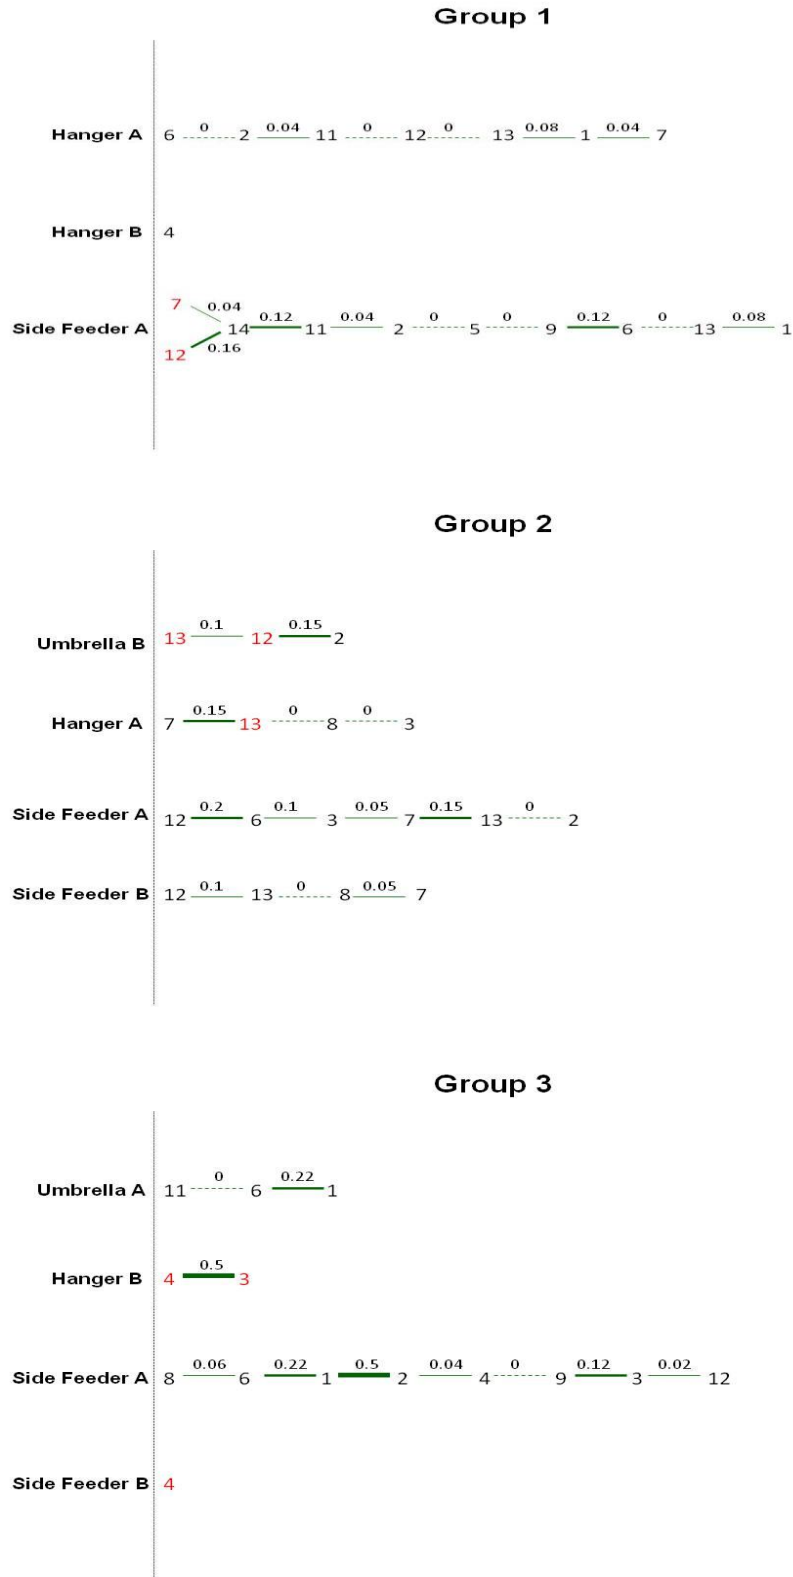 Group 1
0 0.04 0 0 0.08 0.04
Hanger A 6 2 11 12 13 1 7
Hanger B 4
7 0.04
0.12 0.04 0 0 0.12 0 0.08
Side Feeder A 14 11 2 5 9 6 13 1
12 0.16
Group 2
0.1 0.15
Umbrella B 13 12 2
0.15 0 0
Hanger A 7 13 8 3
0.2 0.1 0.05 0.15 0
Side Feeder A 12 6 3 7 13 2
0.1 0 0.05
Side Feeder B 12 13 8 7
Group 3
0 0.22
Umbrella A 11 6 1
0.5
Hanger B 4 3
0.06 0.22 0.5 0.04 0 0.12 0.02
Side Feeder A 8 6 1 2 4 9 3 12
Side Feeder B 4